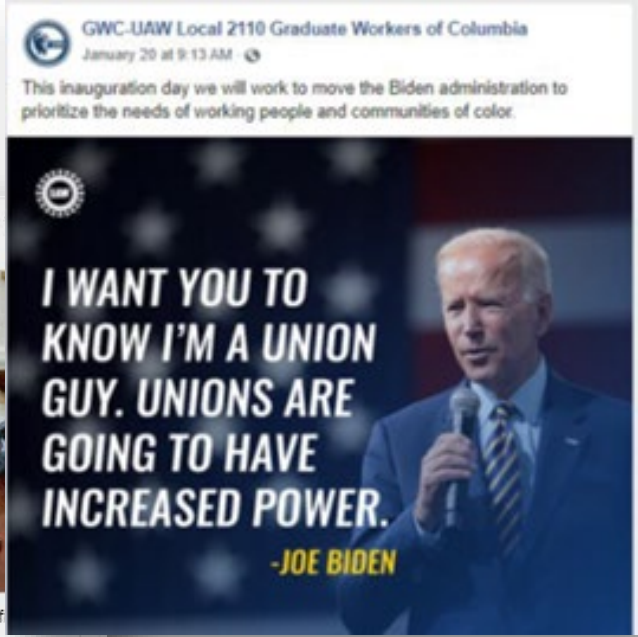 GWC-UAW Local 2110 Graduate Workers of Columbia
January 20 at 9:13 AM
This inauguration day we will work to move the Biden administration to
prioritize the needs of working people and communities of color.
UAW
I WANT YOU TO
KNOW I'M A UNION
GUY. UNIONS ARE
GOING TO HAVE
INCREASED POWER.
-JOE BIDEN